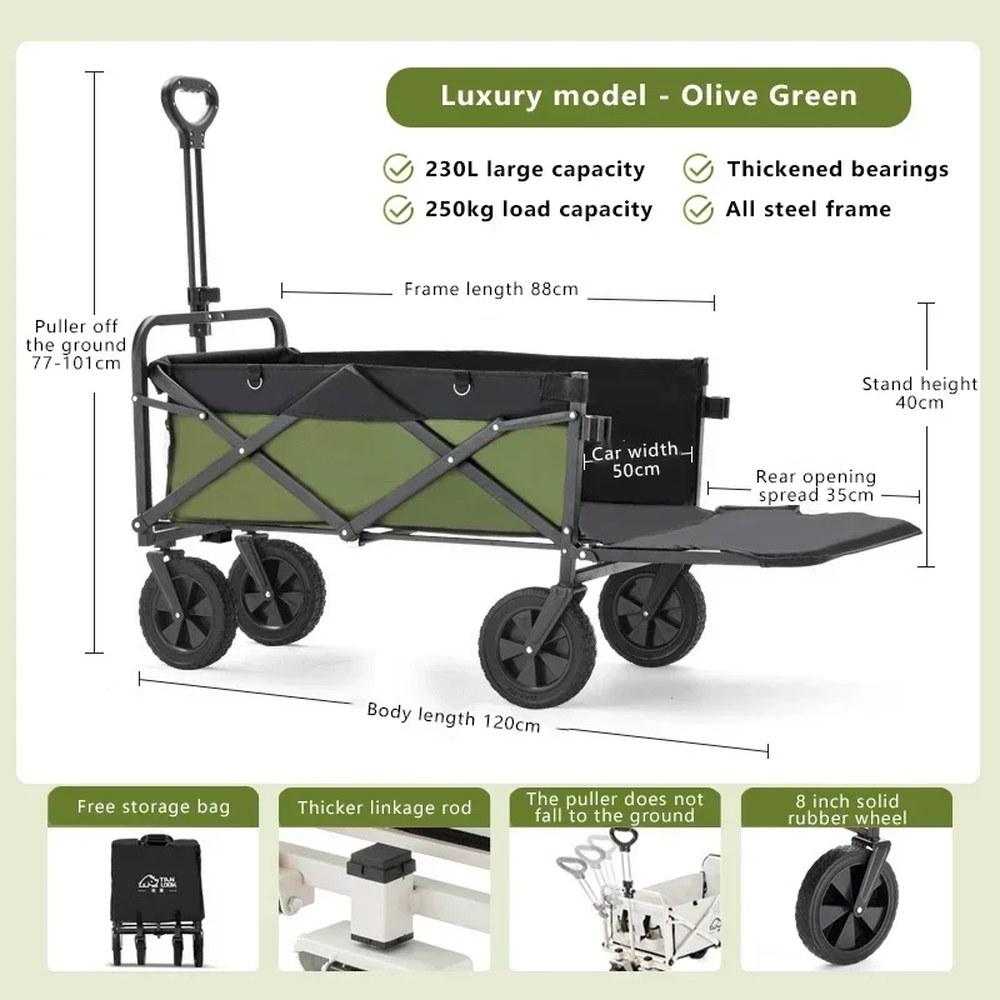 Luxury model - Olive Green
230L large capacity
Thickened bearings
250kg load capacity
All steel frame
Frame length 88cm
Puller off
the ground
77-101cm
Stand height
40cm
Car width
50cm
Rear opening
spread 35cm
Body length 120cm
Free storage bag
Thicker linkage rod
The puller does not
fall to the ground
8 inch solid
rubber wheel
TAN
LOOK